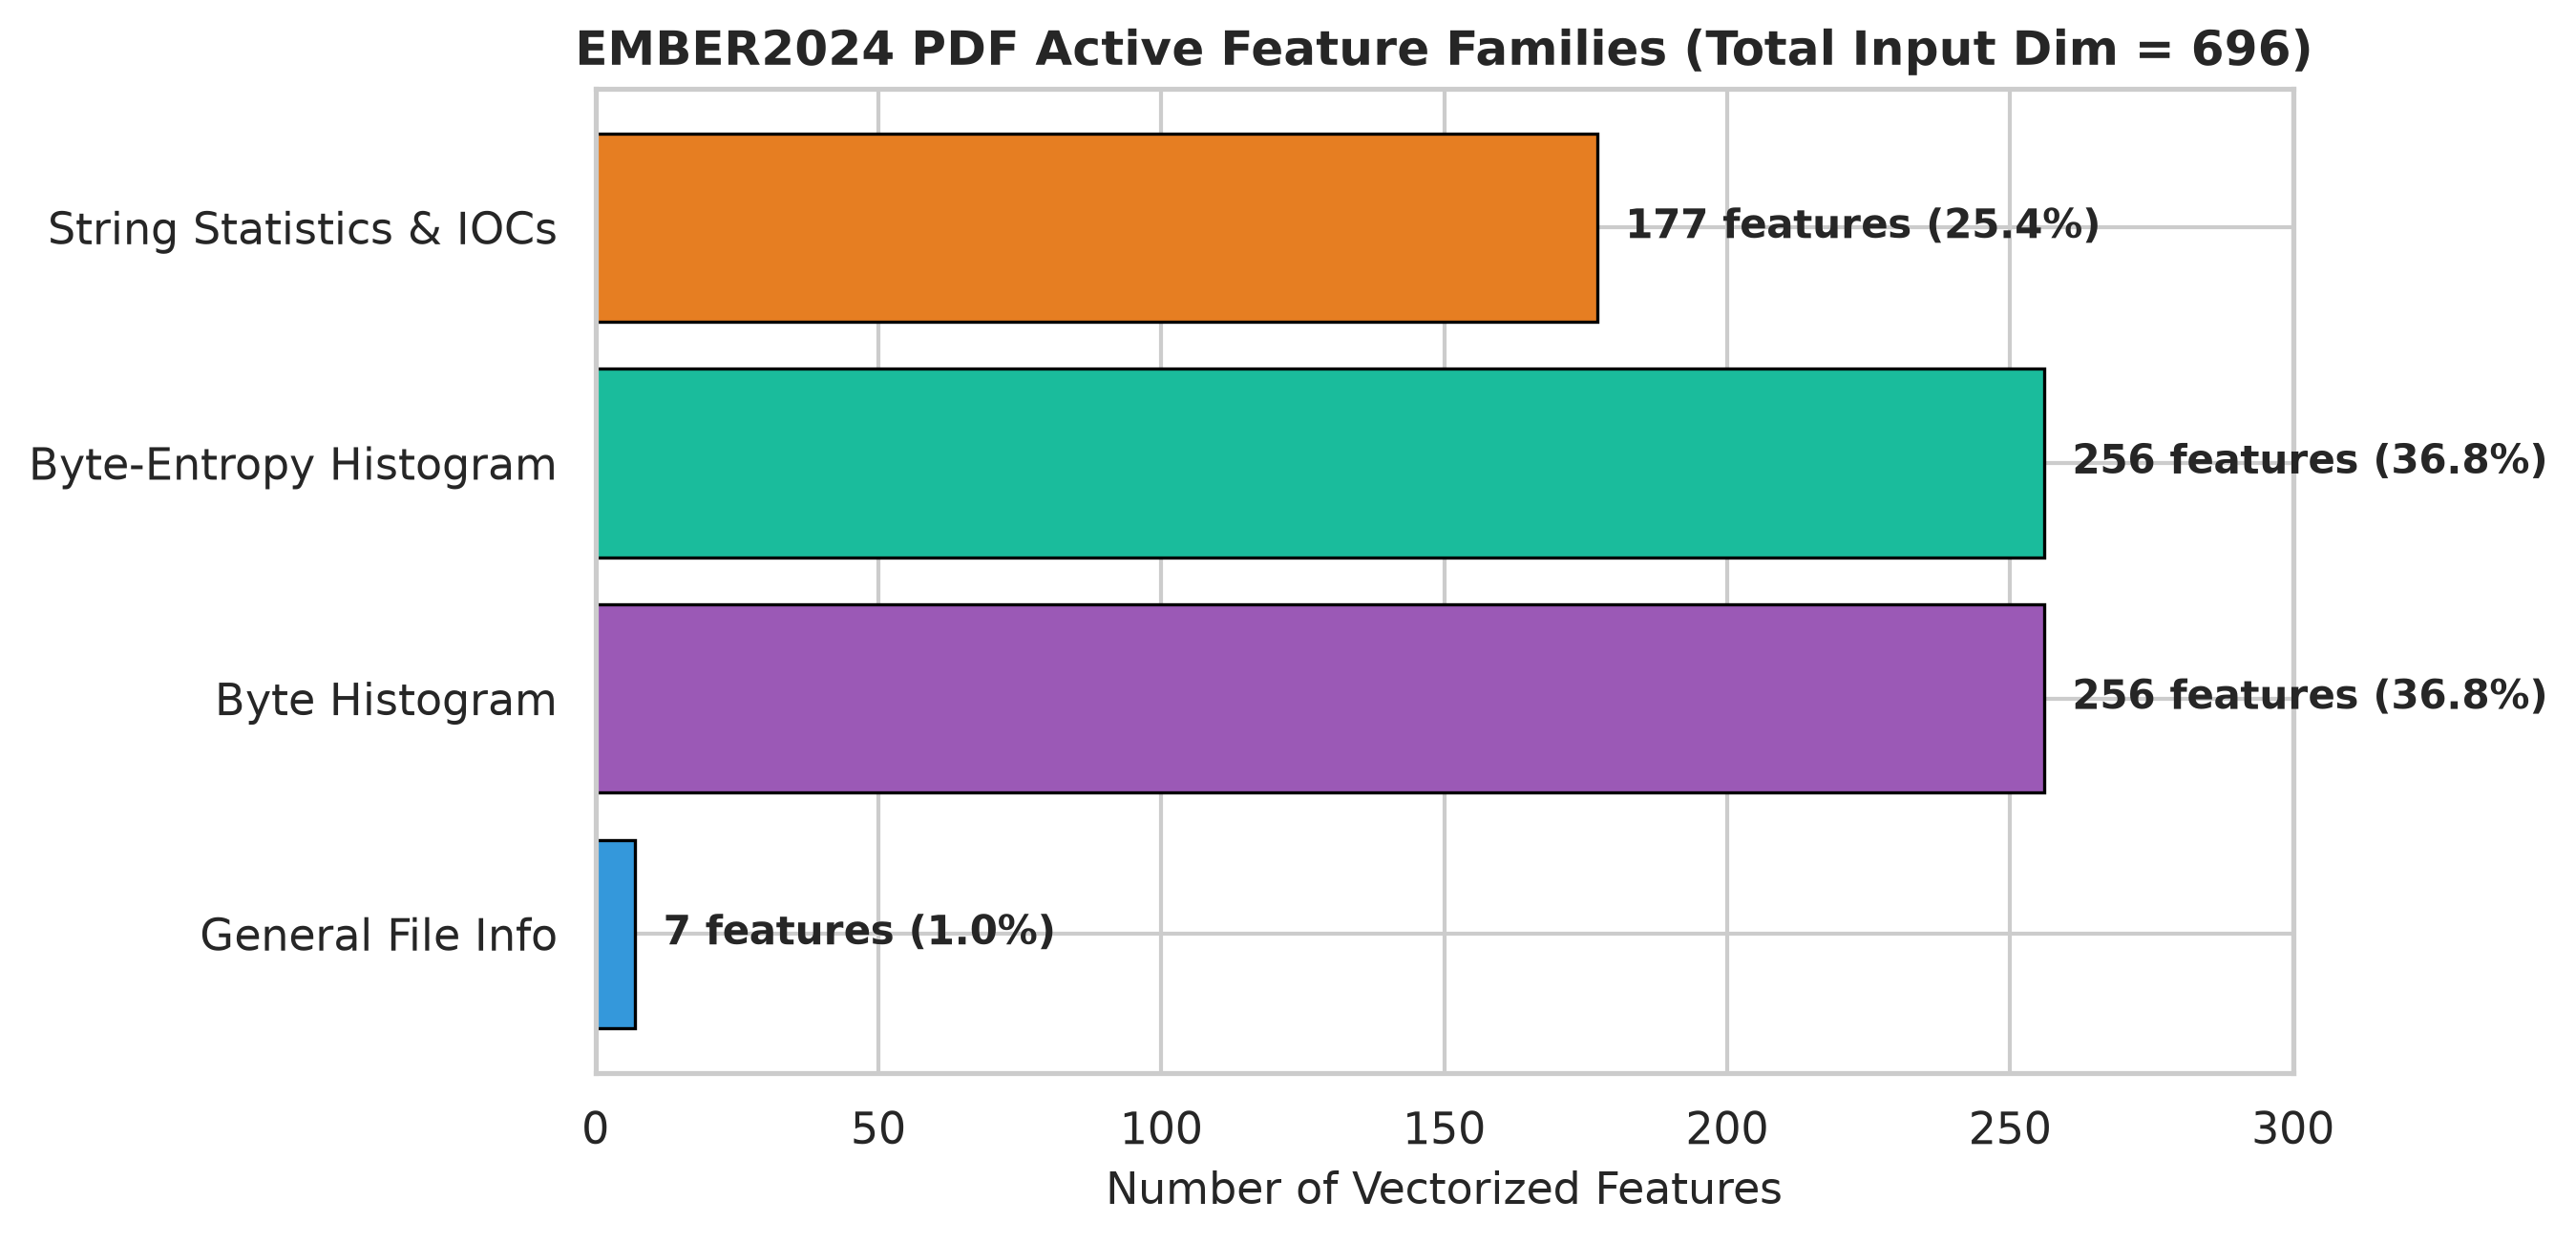 EMBER2024 PDF Active Feature Families (Total Input Dim = 696)
String Statistics & IOCs
177 features (25.4%)
Byte-Entropy Histogram
256 features (36.8%)
Byte Histogram
256 features (36.8%)
General File Info
7 features (1.0%)
0 50 100 150 200 250 300
Number of Vectorized Features